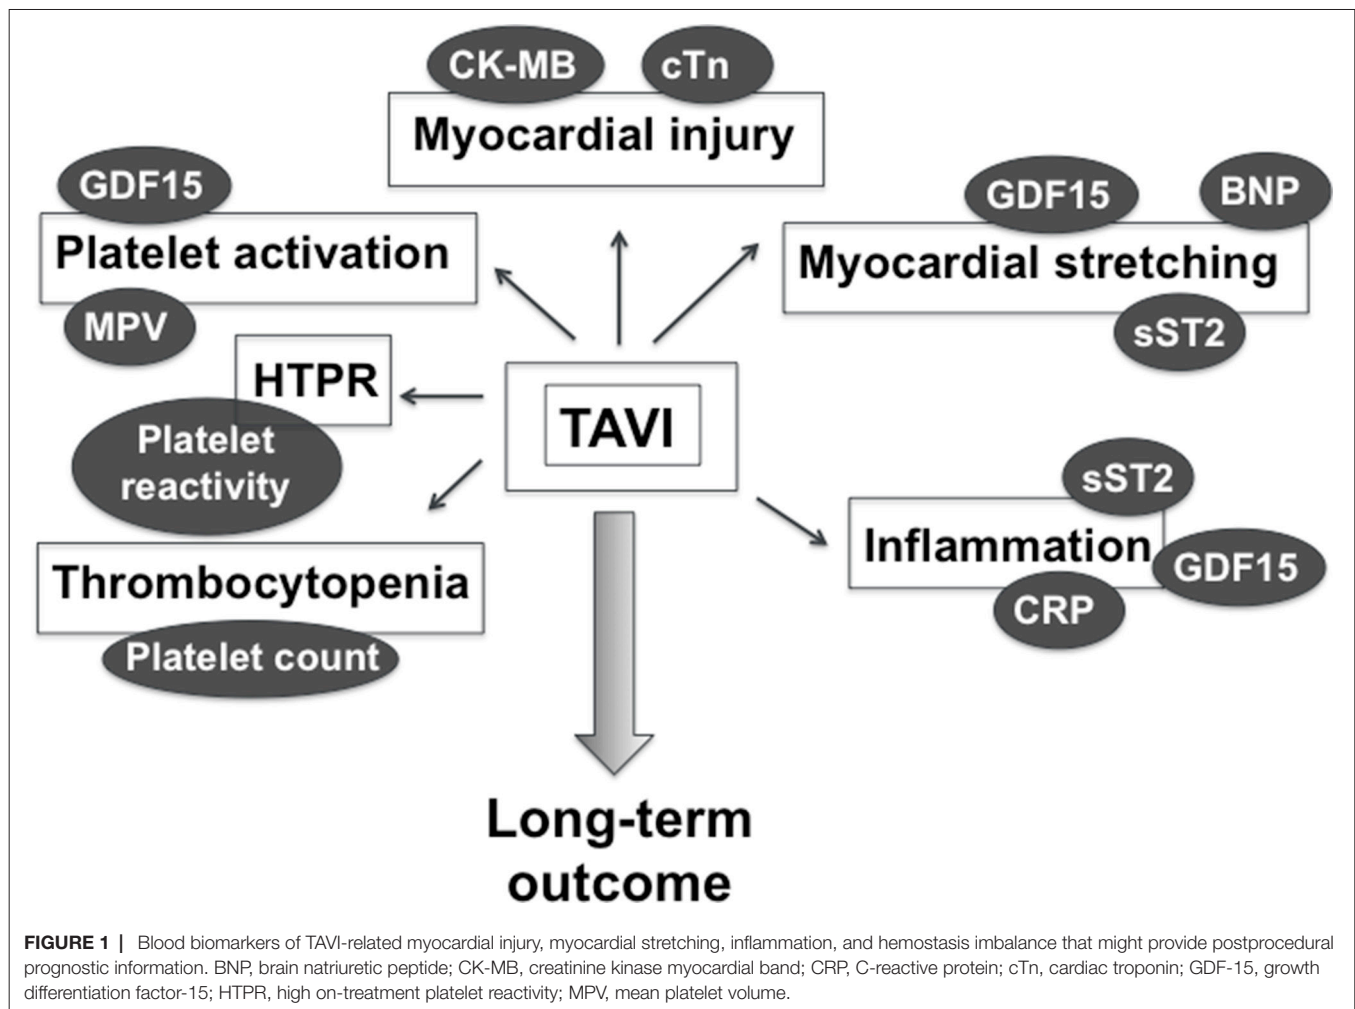 CK-MB
cTn
Myocardial injury
GDF15
Platelet activation
MPV
GDF15
BNP
Myocardial stretching
sST2
HTPR
Platelet
reactivity
TAVI
Thrombocytopenia
Platelet count
sST2
Inflammation
GDF15
CRP
Long-term
outcome
FIGURE 1 | Blood biomarkers of TAVI-related myocardial injury, myocardial stretching, inflammation, and hemostasis imbalance that might provide postprocedural
prognostic information. BNP, brain natriuretic peptide; CK-MB, creatinine kinase myocardial band; CRP, C-reactive protein; cTn, cardiac troponin; GDF-15, growth
differentiation factor-15; HTPR, high on-treatment platelet reactivity; MPV, mean platelet volume.